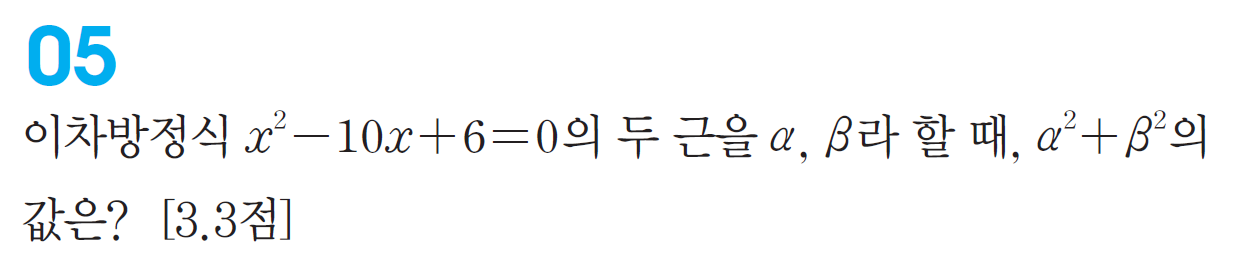 05
이차방정식 x²−10x+6=0의 두 근을 α, β라 할 때, α²+β²의
값은? [3.3점]